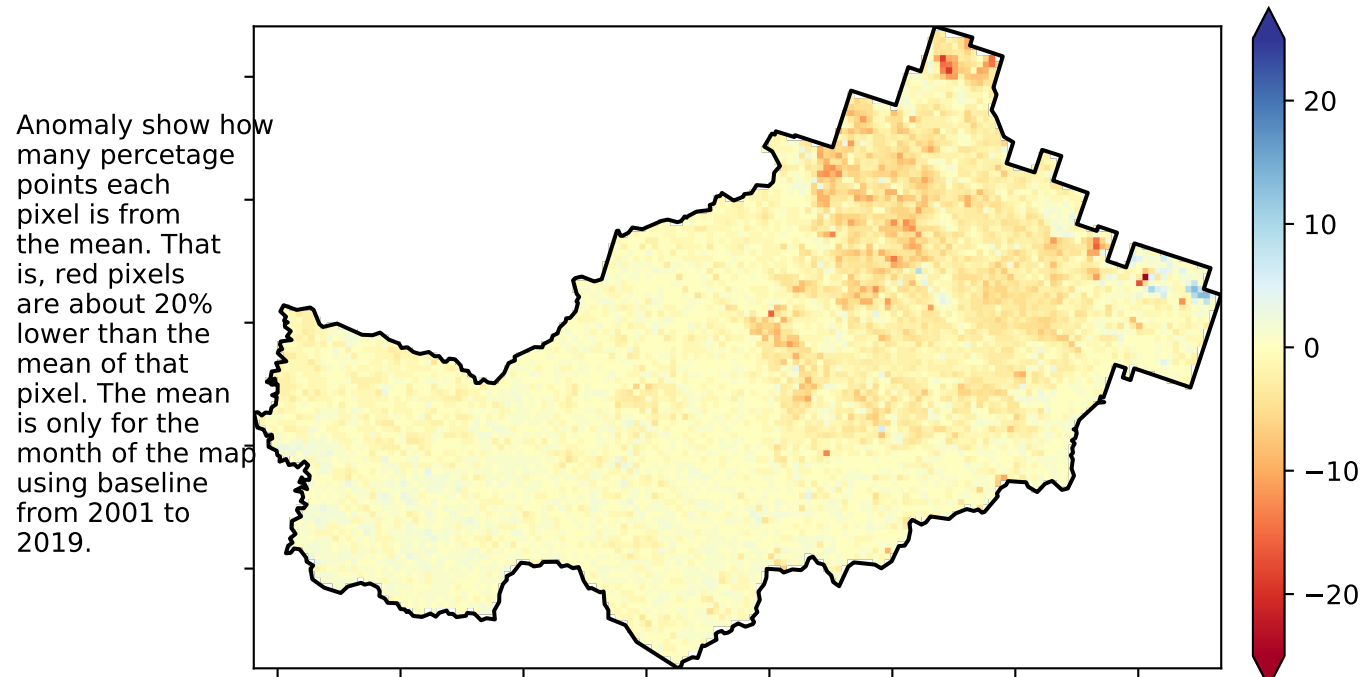 Anomaly show how
many percetage
points each
pixel is from
the mean. That
is, red pixels
are about 20%
lower than the
mean of that
pixel. The mean
is only for the
month of the map
using baseline
from 2001 to
2019.
20
10
0
−10
−20